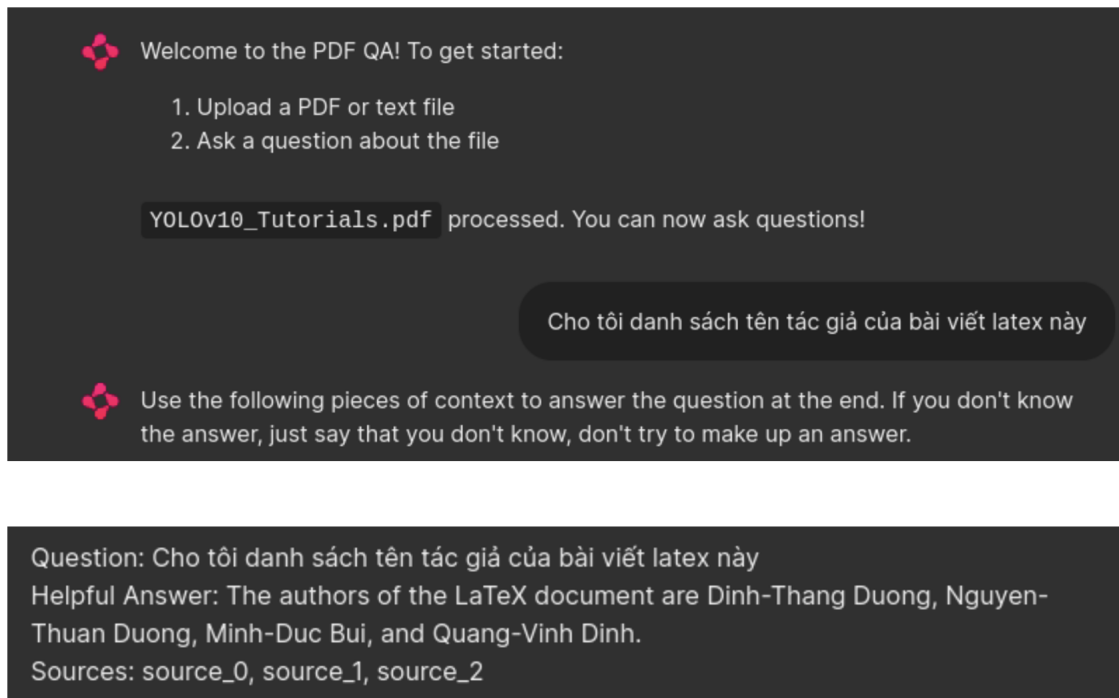 Welcome to the PDF QA! To get started:
1. Upload a PDF or text file
2. Ask a question about the file
YOLOv10_Tutorials.pdf processed. You can now ask questions!
Cho tôi danh sách tên tác giả của bài viết latex này
Use the following pieces of context to answer the question at the end. If you don't know
the answer, just say that you don't know, don't try to make up an answer.
Question: Cho tôi danh sách tên tác giả của bài viết latex này
Helpful Answer: The authors of the LaTeX document are Dinh-Thang Duong, Nguyen-
Thuan Duong, Minh-Duc Bui, and Quang-Vinh Dinh.
Sources: source_0, source_1, source_2